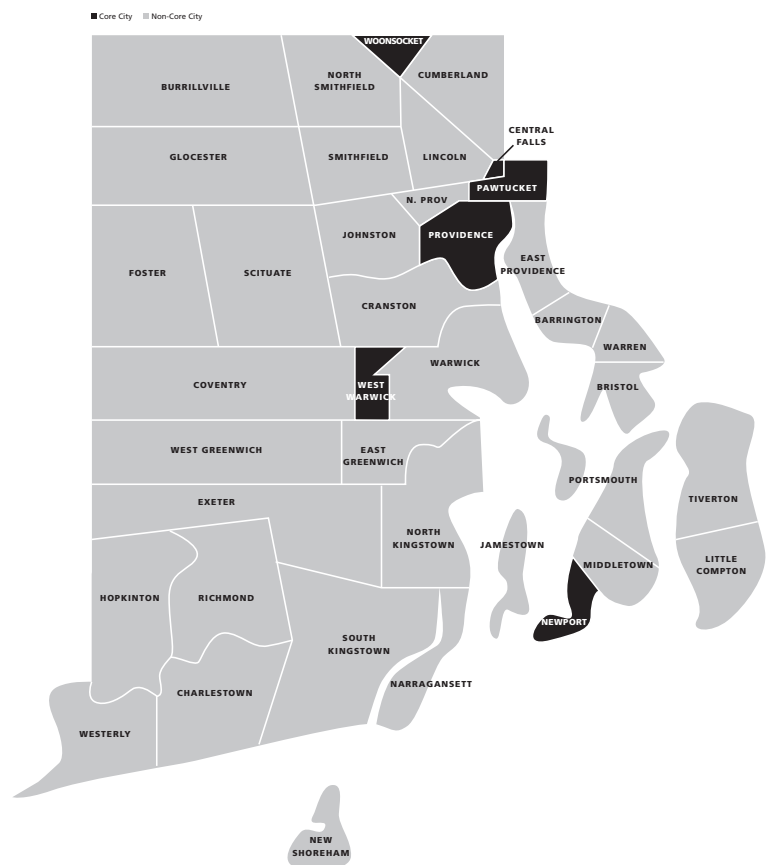 Core City Non-Core City
WOONSOCKET
BURRILLVILLE
NORTH
SMITHFIELD
CUMBERLAND
CENTRAL
FALLS
GLOCESTER
SMITHFIELD
LINCOLN
PAWTUCKET
N. PROV
JOHNSTON
PROVIDENCE
FOSTER
SCITUATE
EAST
PROVIDENCE
CRANSTON
BARRINGTON
WARREN
WARWICK
COVENTRY
WEST
WARWICK
BRISTOL
WEST GREENWICH
EAST
GREENWICH
PORTSMOUTH
TIVERTON
EXETER
NORTH
KINGSTOWN
JAMESTOWN
MIDDLETOWN
LITTLE
COMPTON
HOPKINTON
RICHMOND
NEWPORT
SOUTH
KINGSTOWN
NARRAGANSETT
CHARLESTOWN
WESTERLY
NEW
SHOREHAM